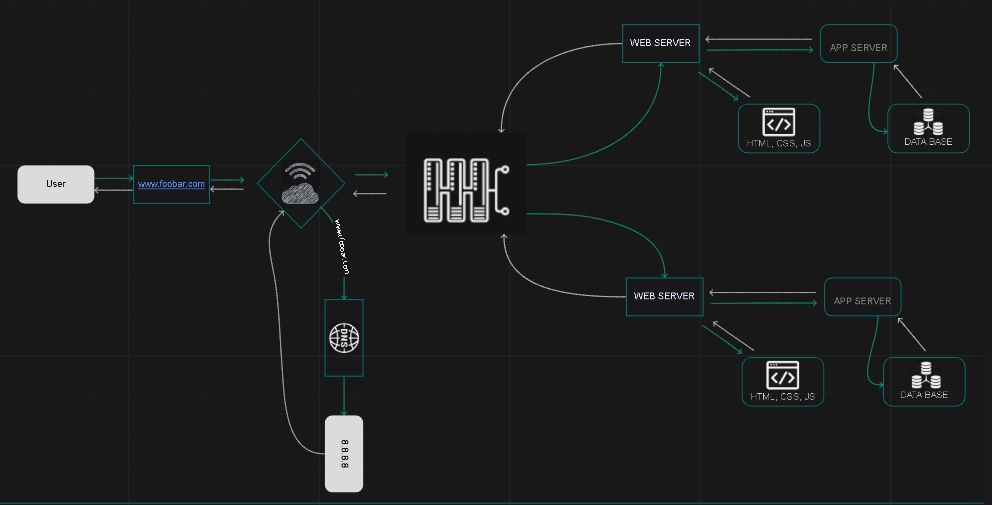 User
www.foobar.com
www.foobar.com
DNS
8.8.8.8
WEB SERVER
APP SERVER
HTML, CSS, JS
DATA BASE
WEB SERVER
APP SERVER
HTML, CSS, JS
DATA BASE